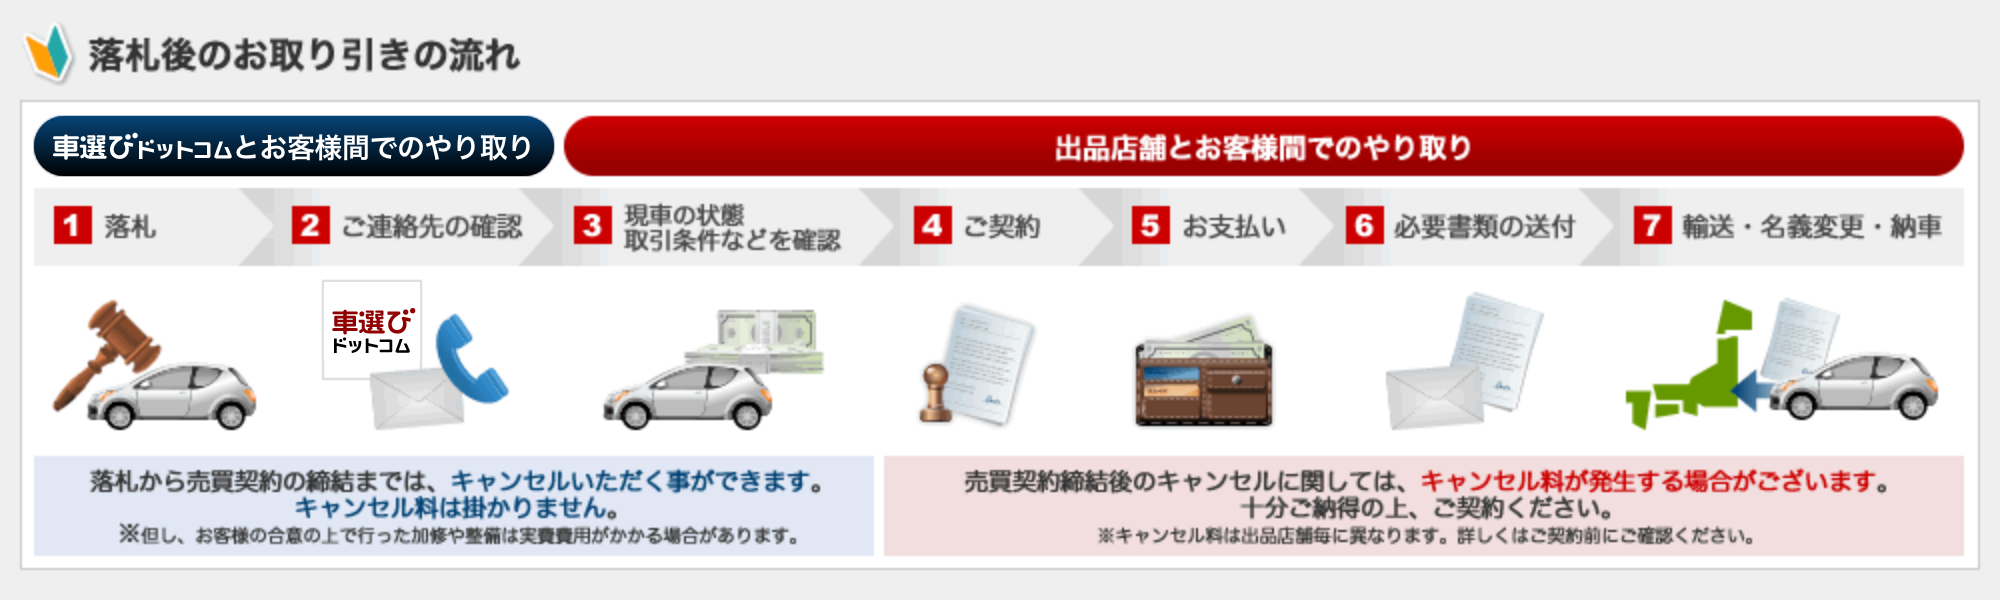 落札後のお取り引きの流れ
車選びドットコムとお客様間でのやり取り
出品店舗とお客様間でのやり取り
1 落札
2 ご連絡先の確認
3 現車の状態
取引条件などを確認
4 ご契約
5 お支払い
6 必要書類の送付
7 輸送・名義変更・納車
車選び
ドットコム
落札から売買契約の締結までは、キャンセルいただく事ができます。
キャンセル料は掛かりません。
※但し、お客様の合意の上で行った加修や整備は実費費用がかかる場合があります。
売買契約締結後のキャンセルに関しては、キャンセル料が発生する場合がございます。
十分ご納得の上、ご契約ください。
※キャンセル料は出品店舗毎に異なります。詳しくはご契約前にご確認ください。